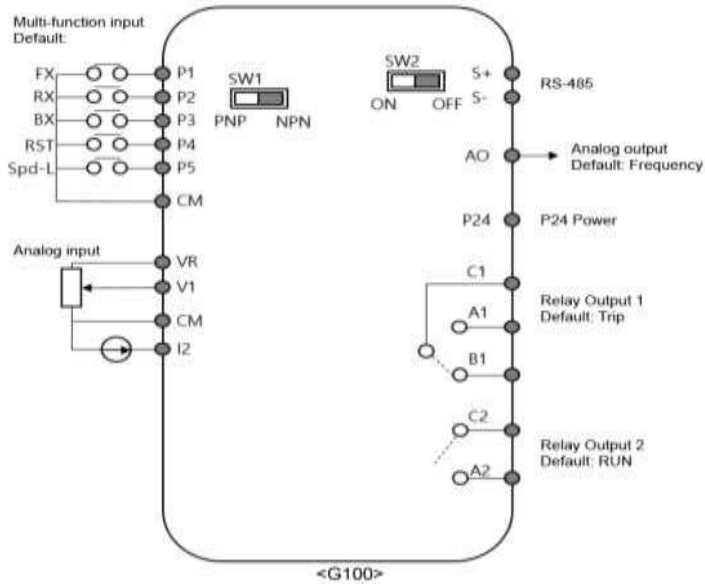 Multi-function input
Default:
FX
P1
RX
P2
BX
P3
RST
P4
Spd-L
P5
CM
SW1
PNP
NPN
SW2
ON
OFF
S+
S-
RS-485
AO
Analog output
Default: Frequency
P24
P24 Power
Analog input
VR
V1
CM
I2
C1
A1
B1
Relay Output 1
Default: Trip
C2
A2
Relay Output 2
Default: RUN
<G100>